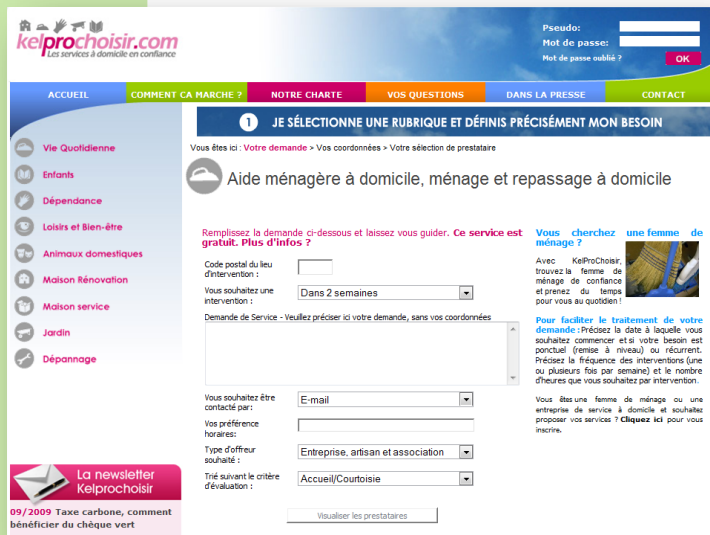 kelprochoisir.com
Les services à domicile en confiance
Pseudo:
Mot de passe:
Mot de passe oublié ?
OK
ACCUEIL
COMMENT CA MARCHE ?
NOTRE CHARTE
VOS QUESTIONS
DANS LA PRESSE
CONTACT
1 JE SÉLECTIONNE UNE RUBRIQUE ET DÉFINIS PRÉCISÉMENT MON BESOIN
Vous êtes ici : Votre demande > Vos coordonnées > Votre sélection de prestataire
Vie Quotidienne
Enfants
Dépendance
Loisirs et Bien-être
Animaux domestiques
Maison Rénovation
Maison service
Jardin
Dépannage
La newsletter
Kelprochoisir
09/2009 Taxe carbone, comment
bénéficier du chèque vert
Aide ménagère à domicile, ménage et repassage à domicile
Remplissez la demande ci-dessous et laissez vous guider. Ce service est
gratuit. Plus d'infos ?
Code postal du lieu
d'intervention :
Vous souhaitez une
intervention :
Dans 2 semaines
Demande de Service - Veuillez préciser ici votre demande, sans vos coordonnées
Vous souhaitez être
contacté par:
E-mail
Vos préférence
horaires:
Type d'offreur
souhaité :
Entreprise, artisan et association
Trié suivant le critère
d'évaluation :
Accueil/Courtoisie
Visualiser les prestataires
Vous cherchez une femme de
ménage ?
Avec KelProChoisir,
trouvez la femme de
ménage de confiance
et prenez du temps
pour vous au quotidien !
Pour faciliter le traitement de votre
demande : Précisez la date à laquelle vous
souhaitez commencer et si votre besoin est
ponctuel (remise à niveau) ou récurrent.
Précisez la fréquence des interventions (une
ou plusieurs fois par semaine) et le nombre
d'heures que vous souhaitez par intervention.
Vous êtes une femme de ménage ou une
entreprise de service à domicile et souhaitez
proposer vos services ? Cliquez ici pour vous
inscrire.